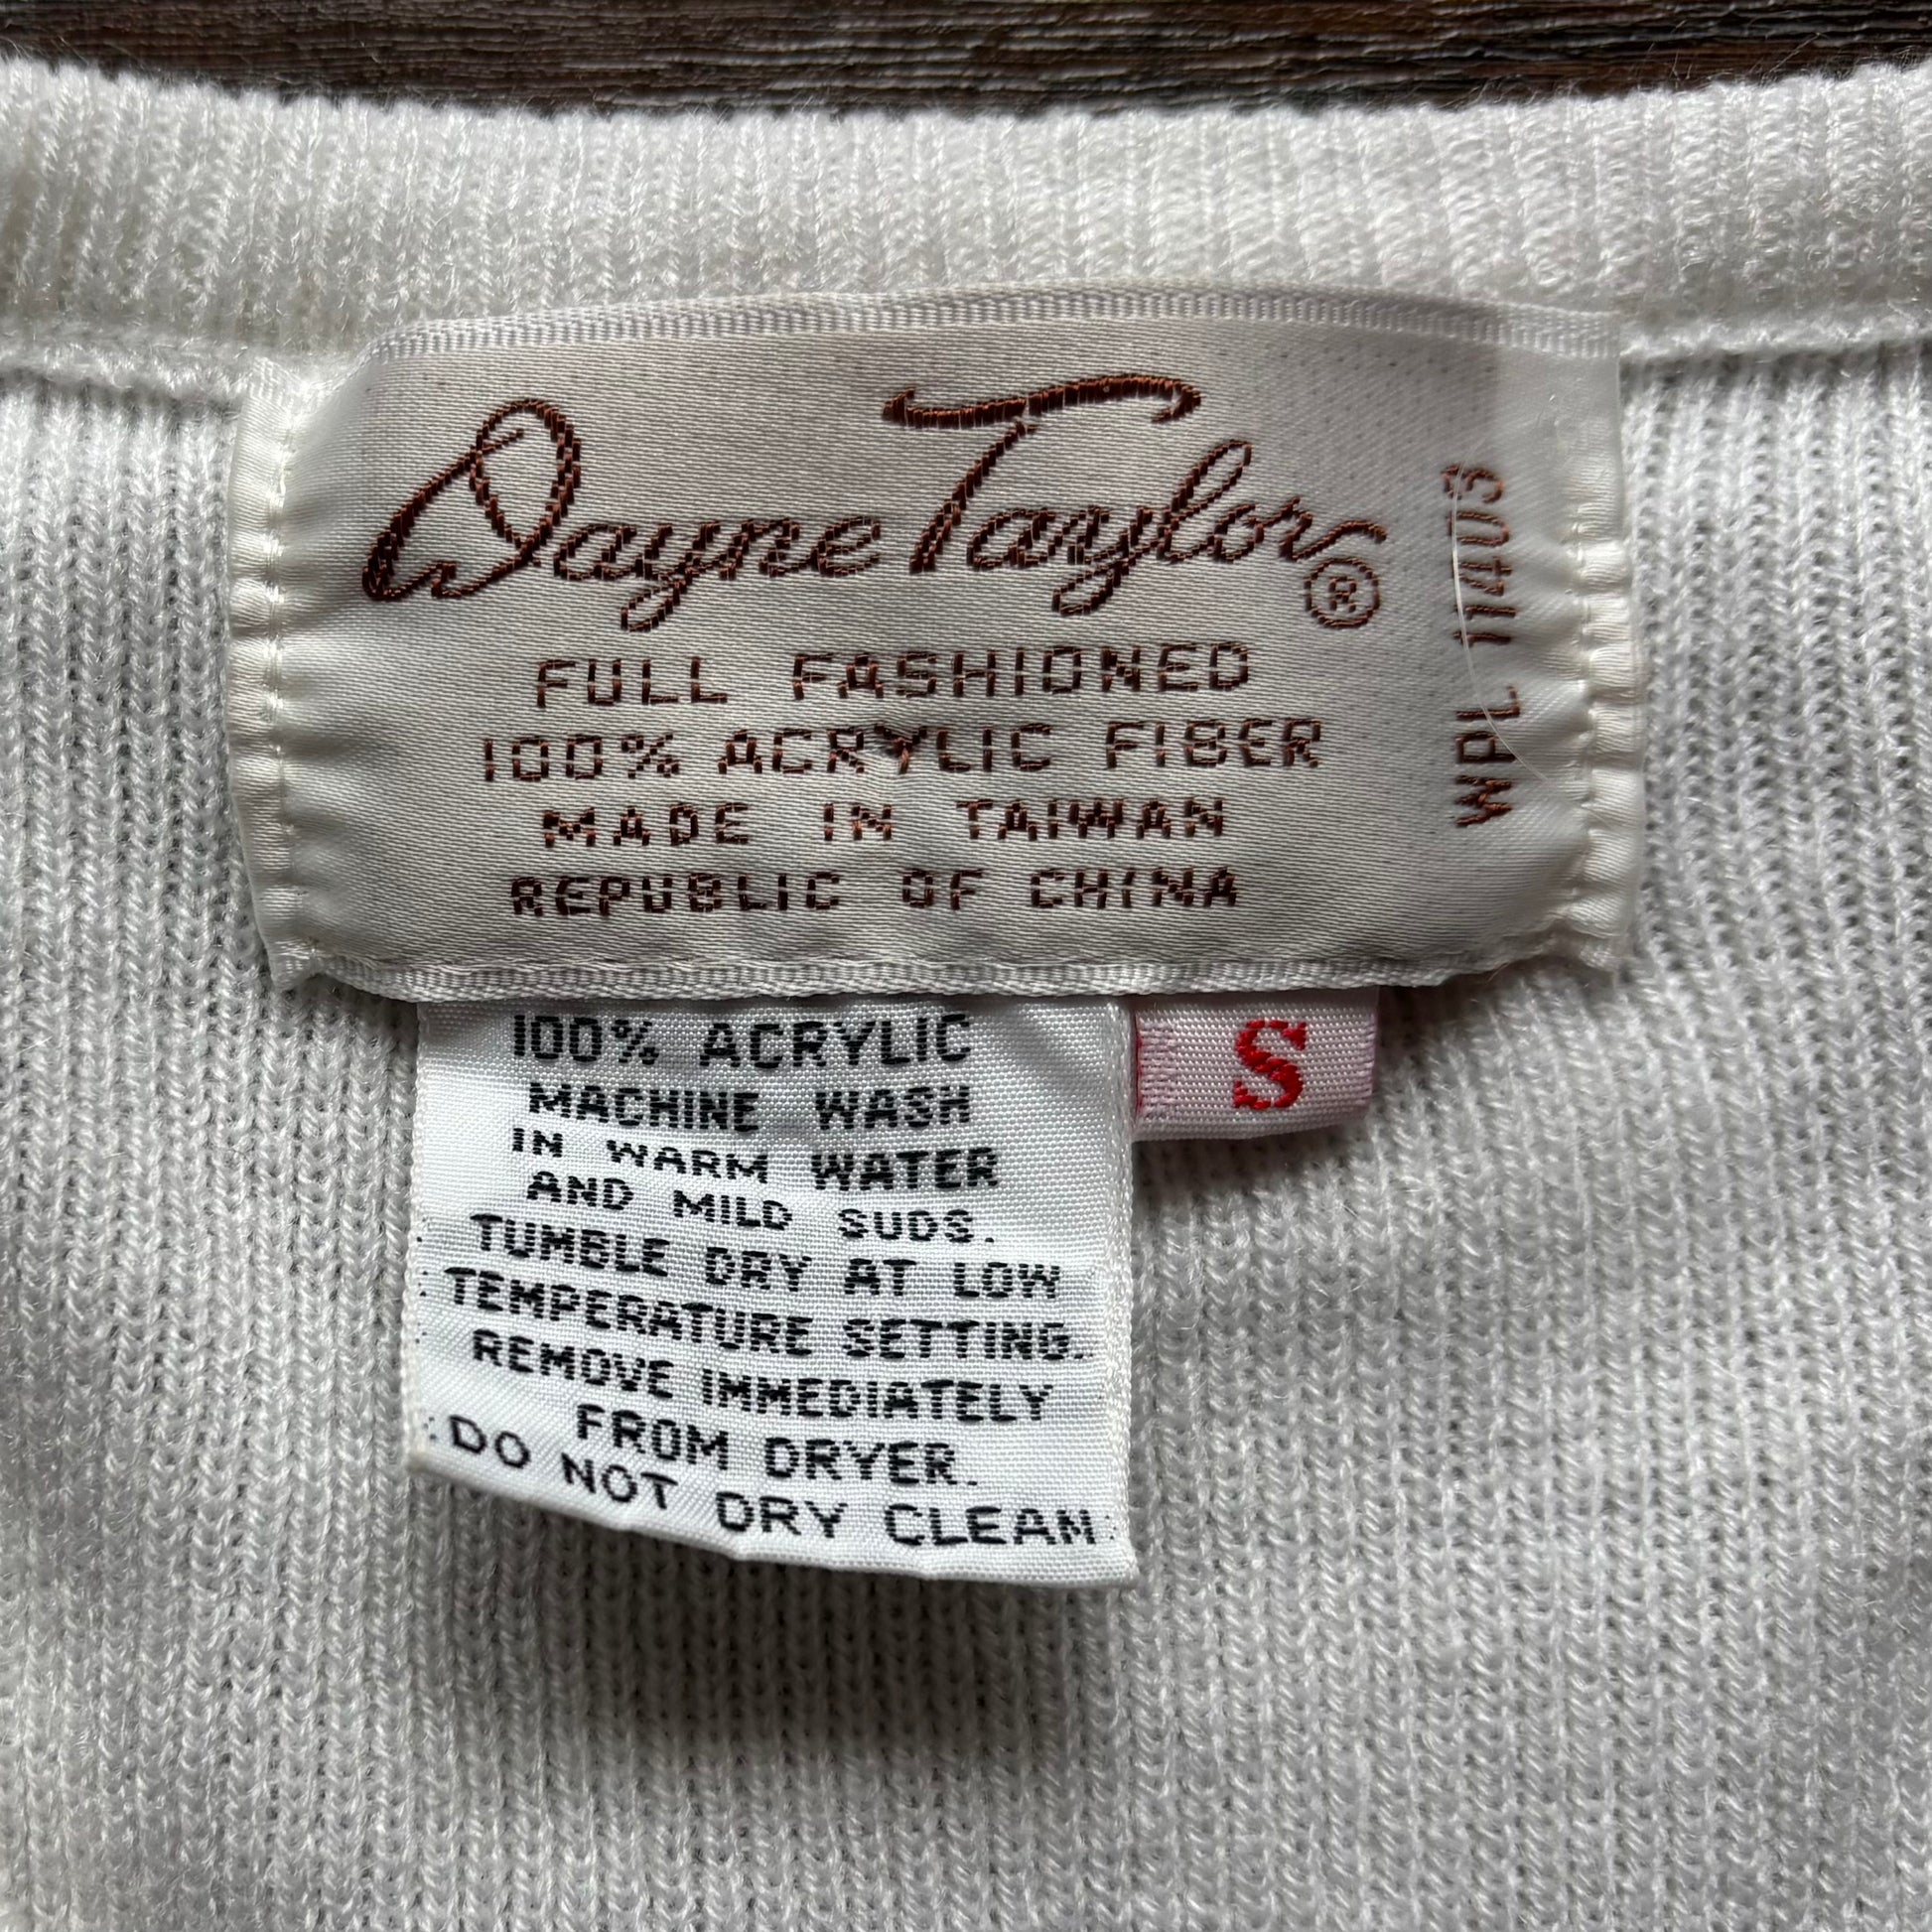 Dayne Taylor®
FULL FASHIONED
100% ACRYLIC FIBER
MADE IN TAIWAN
REPUBLIC OF CHINA
WPL 11403
S
100% ACRYLIC
MACHINE WASH
IN WARM WATER
AND MILD SUDS.
TUMBLE DRY AT LOW
TEMPERATURE SETTING.
REMOVE IMMEDIATELY
FROM DRYER.
DO NOT DRY CLEAN